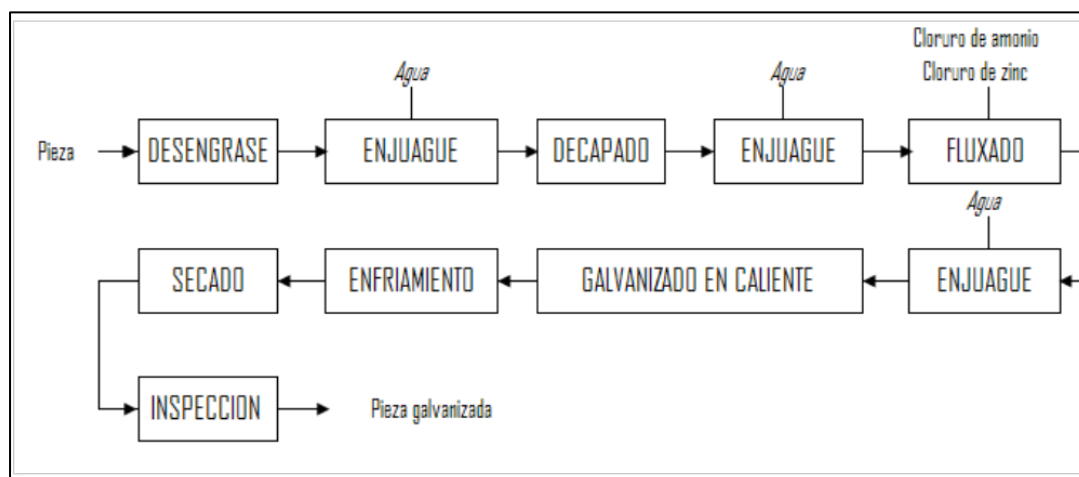 Cloruro de amonio
Agua
Agua
Cloruro de zinc
Pieza
DESENGRASE
ENJUAGUE
DECAPADO
ENJUAGUE
FLUXADO
Agua
SECADO
ENFRIAMIENTO
GALVANIZADO EN CALIENTE
ENJUAGUE
INSPECCION
Pieza galvanizada